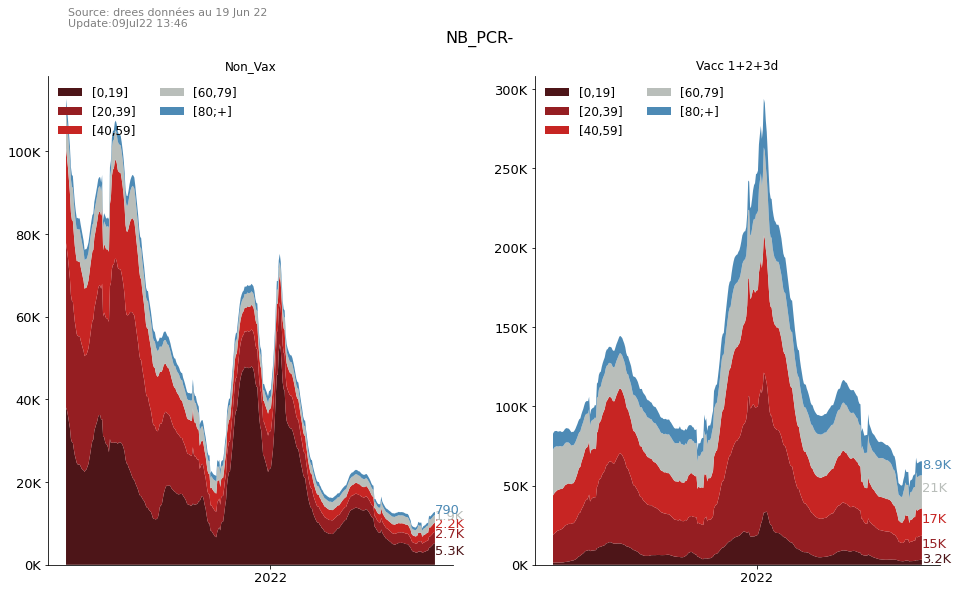 Source: drees données au 19 Jun 22
Update:09Jul22 13:46
NB_PCR-
Non_Vax
[0,19]
[20,39]
[40,59]
[60,79]
[80;+]
100K
80K
60K
40K
20K
0K
2022
790
1.9K
2.2K
2.7K
5.3K
Vacc 1+2+3d
[0,19]
[20,39]
[40,59]
[60,79]
[80;+]
300K
250K
200K
150K
100K
50K
0K
2022
8.9K
21K
17K
15K
3.2K